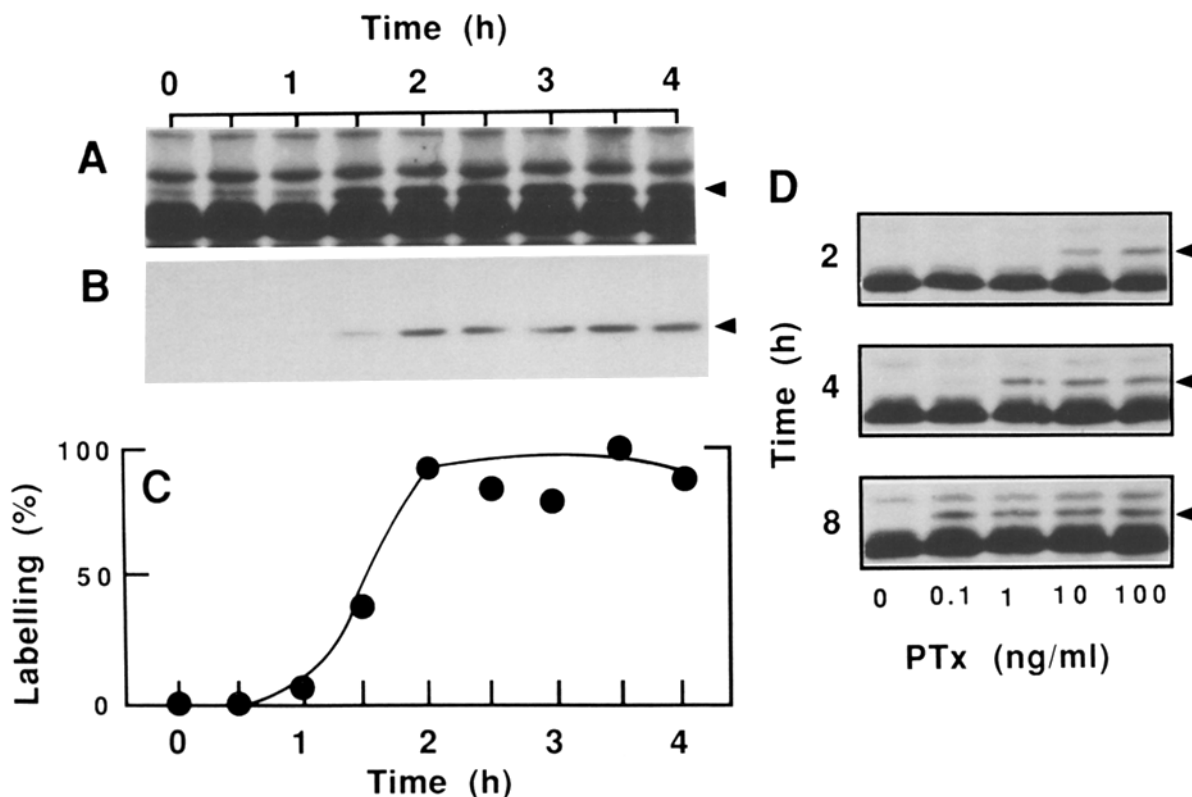 Time (h)
0 1 2 3 4
A
B
C
Labelling (%)
100
50
0
0 1 2 3 4
Time (h)
D
Time (h)
2
4
8
0 0.1 1 10 100
PTx (ng/ml)